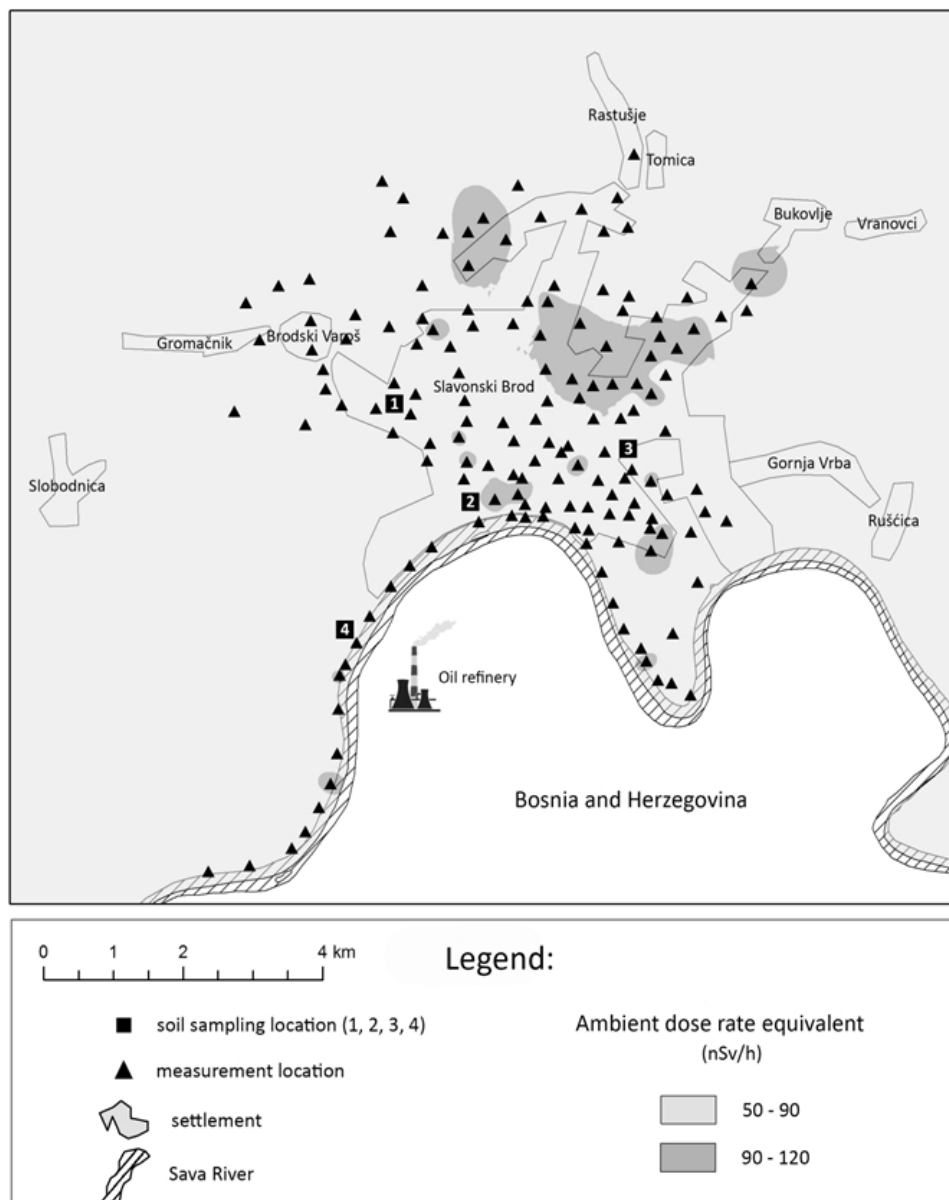 Rastušje
Tomica
Bukovlje
Vranovci
Gromačnik
Brodski Varoš
Slavonski Brod
1
3
Gornja Vrba
Slobodnica
2
Ruščica
4
Oil refinery
Bosnia and Herzegovina
0 1 2 4 km
Legend:
soil sampling location (1, 2, 3, 4)
measurement location
settlement
Sava River
Ambient dose rate equivalent
(nSv/h)
50 - 90
90 - 120